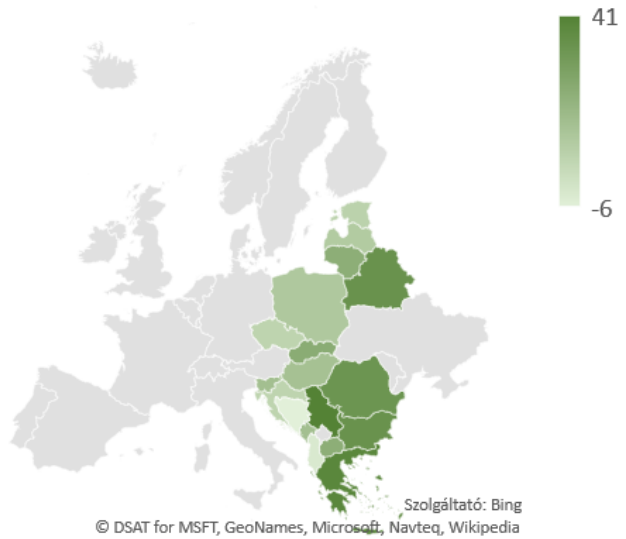 41
-6
Szolgáltató: Bing
© DSAT for MSFT, GeoNames, Microsoft, Navteq, Wikipedia